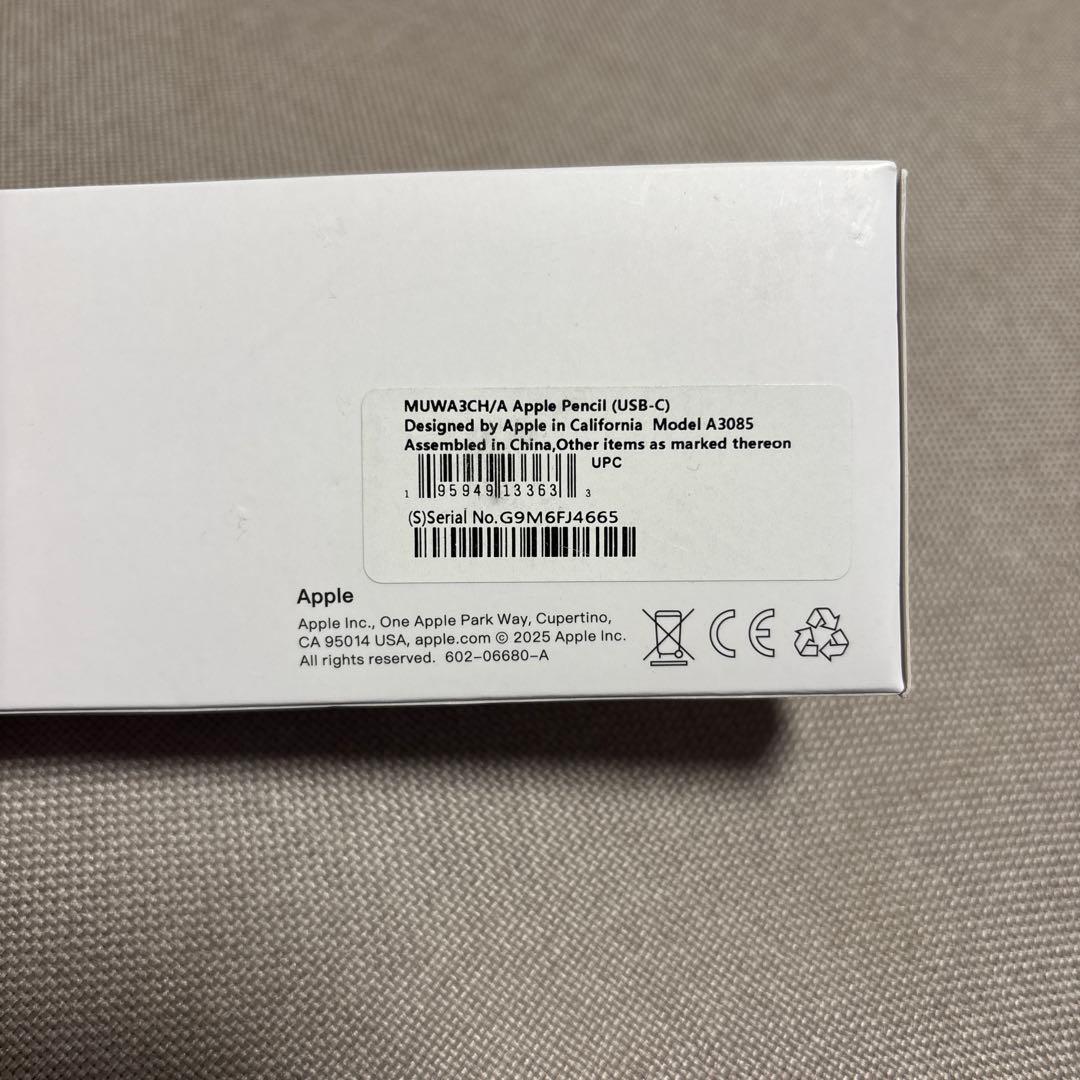 MUWA3CH/A Apple Pencil (USB-C)
Designed by Apple in California Model A3085
Assembled in China,Other items as marked thereon
UPC
1 95949 13363 3
(S)Serial No.G9M6FJ4665
Apple
Apple Inc., One Apple Park Way, Cupertino,
CA 95014 USA, apple.com © 2025 Apple Inc.
All rights reserved. 602-06680-A
CE